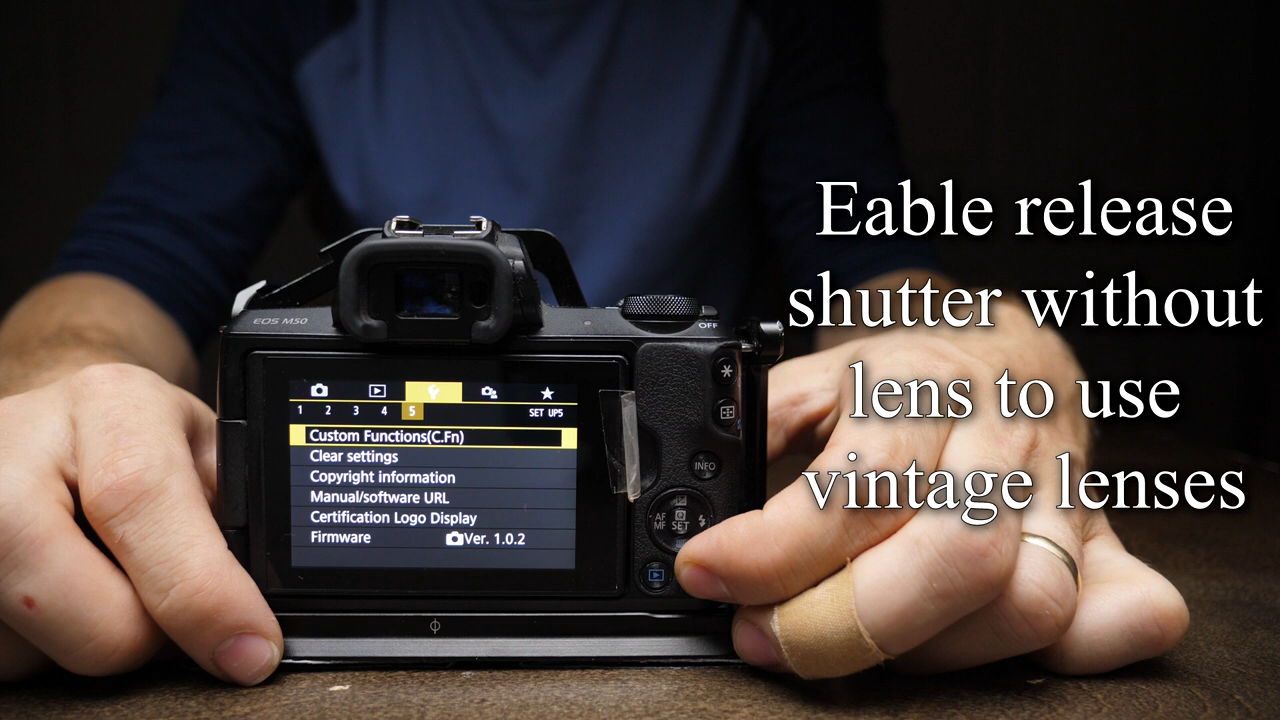 Eable release
shutter without
lens to use
vintage lenses
EOS M50
OFF
1 2 3 4 5 SET UP5
Custom Functions(C.Fn)
Clear settings
Copyright information
Manual/software URL
Certification Logo Display
Firmware Ver. 1.0.2
INFO
AF
MF
SET